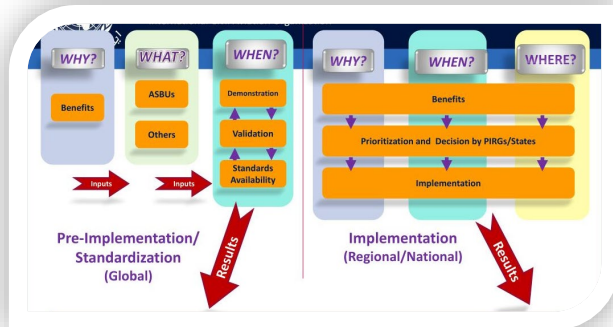 WHY?
WHAT?
WHEN?
Benefits
ASBUs
Others
Demonstration
Validation
Standards
Availability
Inputs
Inputs
Results
Pre-Implementation/
Standardization
(Global)
WHY?
WHEN?
WHERE?
Benefits
Prioritization and Decision by PIRGs/States
Implementation
Implementation
(Regional/National)
Results